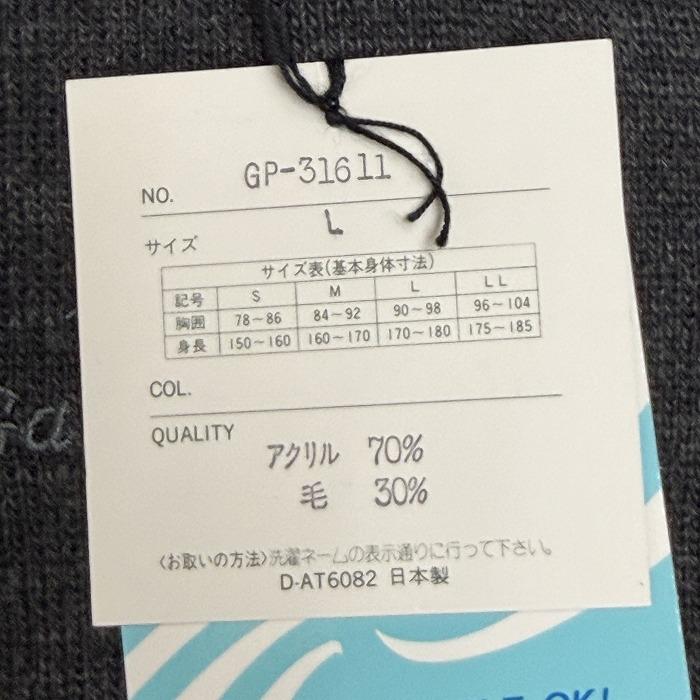 NO. GP-31611
サイズ L
サイズ表(基本身体寸法)
記号 S M L LL
胸囲 78~86 84~92 90~98 96~104
身長 150~160 160~170 170~180 175~185
COL.
QUALITY アクリル 70%
毛 30%
〈お取いの方法〉洗濯ネームの表示通りに行って下さい。
D-AT6082 日本製
OK!